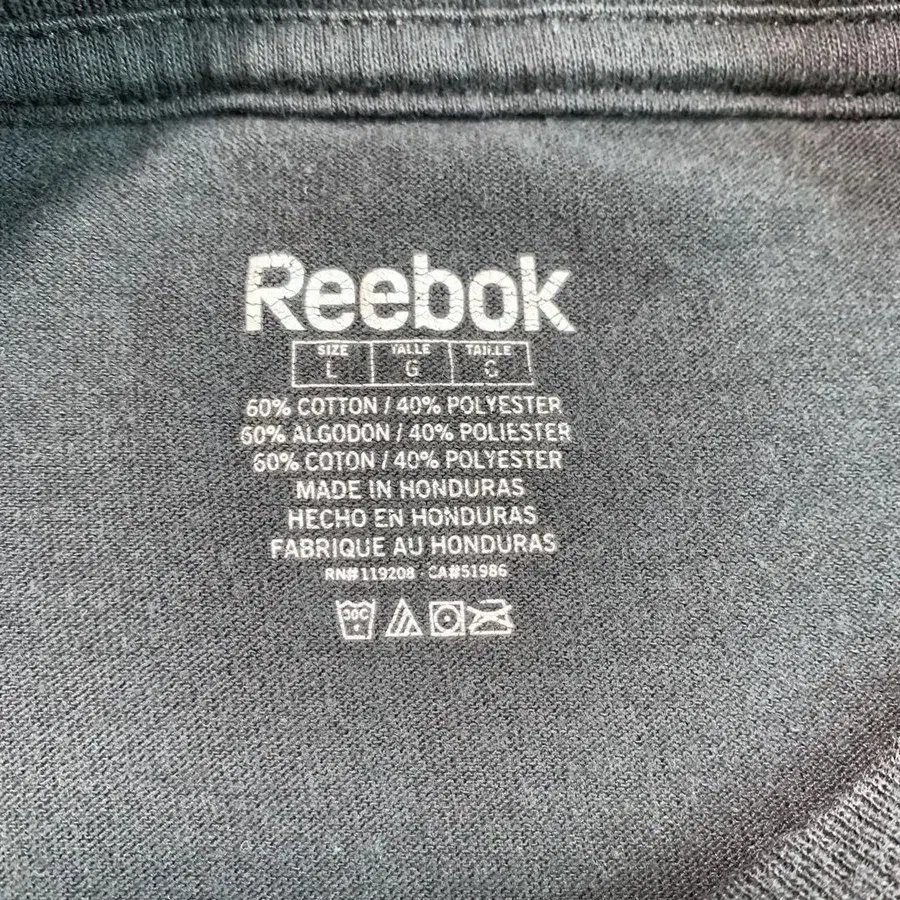 Reebok
SIZE TALLE TAILLE
L G G
60% COTTON / 40% POLYESTER
60% ALGODON / 40% POLIESTER
60% COTON / 40% POLYESTER
MADE IN HONDURAS
HECHO EN HONDURAS
FABRIQUE AU HONDURAS
RN#119208 - CA#51986
30C